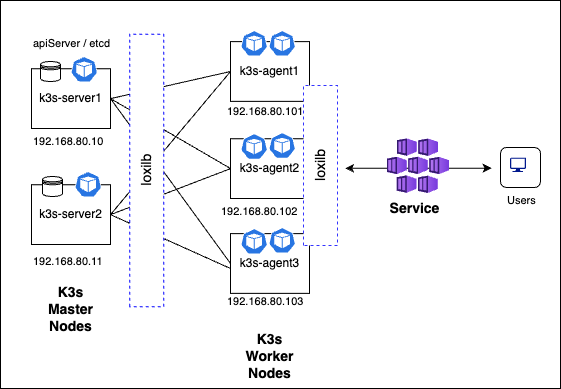 apiServer / etcd
k3s-server1
192.168.80.10
k3s-server2
192.168.80.11
K3s
Master
Nodes
loxilb
k3s-agent1
192.168.80.101
k3s-agent2
192.168.80.102
k3s-agent3
192.168.80.103
K3s
Worker
Nodes
loxilb
Service
Users